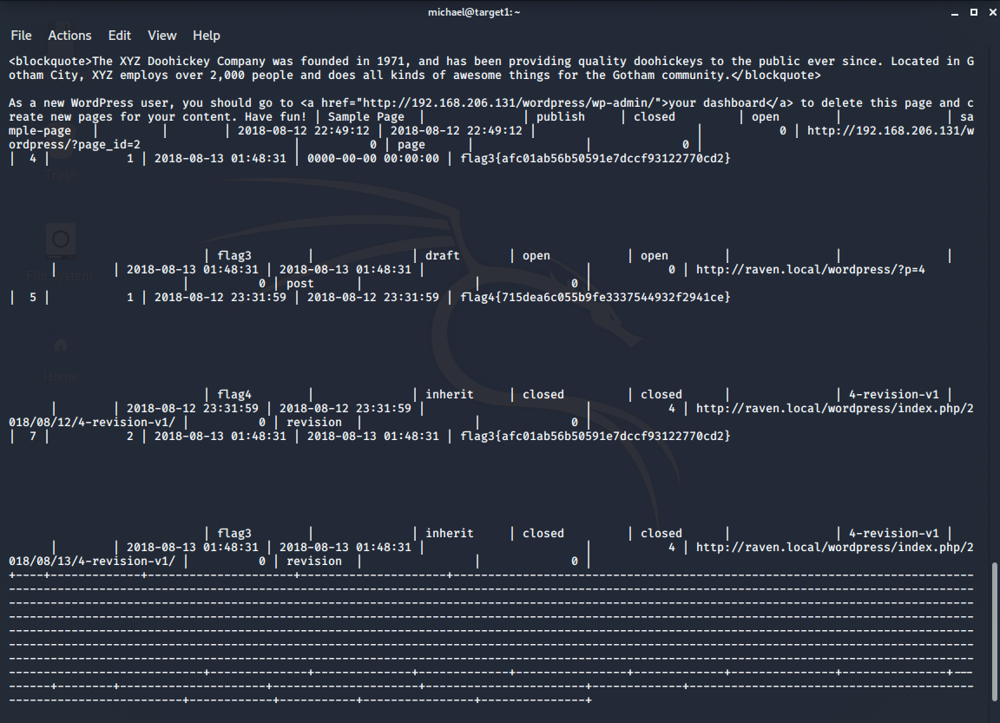 michael@target1: ~
File Actions Edit View Help
<blockquote>The XYZ Doohickey Company was founded in 1971, and has been providing quality doohickeys to the public ever since. Located in G
otham City, XYZ employs over 2,000 people and does all kinds of awesome things for the Gotham community.</blockquote>
As a new WordPress user, you should go to <a href="http://192.168.206.131/wordpress/wp-admin/">your dashboard</a> to delete this page and c
reate new pages for your content. Have fun! | Sample Page | | publish | closed | open | | sa
mple-page | | | 2018-08-12 22:49:12 | 2018-08-12 22:49:12 | | 0 | http://192.168.206.131/w
ordpress/?page_id=2 | 0 | page | | 0 |
| 4 | 1 | 2018-08-13 01:48:31 | 0000-00-00 00:00:00 | flag3{afc01ab56b50591e7dccf93122770cd2}
Trash
| flag3 | | draft | open | open | | |
| | 2018-08-13 01:48:31 | 2018-08-13 01:48:31 | | 0 | http://raven.local/wordpress/?p=4
File System
| 0 | post | | 0 |
| 5 | 1 | 2018-08-12 23:31:59 | 2018-08-12 23:31:59 | flag4{715dea6c055b9fe3337544932f2941ce}
Home
| flag4 | | inherit | closed | closed | | 4-revision-v1 |
| | 2018-08-12 23:31:59 | 2018-08-12 23:31:59 | | 4 | http://raven.local/wordpress/index.php/2
018/08/12/4-revision-v1/ | 0 | revision | | 0 |
| 7 | 2 | 2018-08-13 01:48:31 | 2018-08-13 01:48:31 | flag3{afc01ab56b50591e7dccf93122770cd2}
| flag3 | | inherit | closed | closed | | 4-revision-v1 |
| | 2018-08-13 01:48:31 | 2018-08-13 01:48:31 | | 4 | http://raven.local/wordpress/index.php/2
018/08/13/4-revision-v1/ | 0 | revision | | 0 |